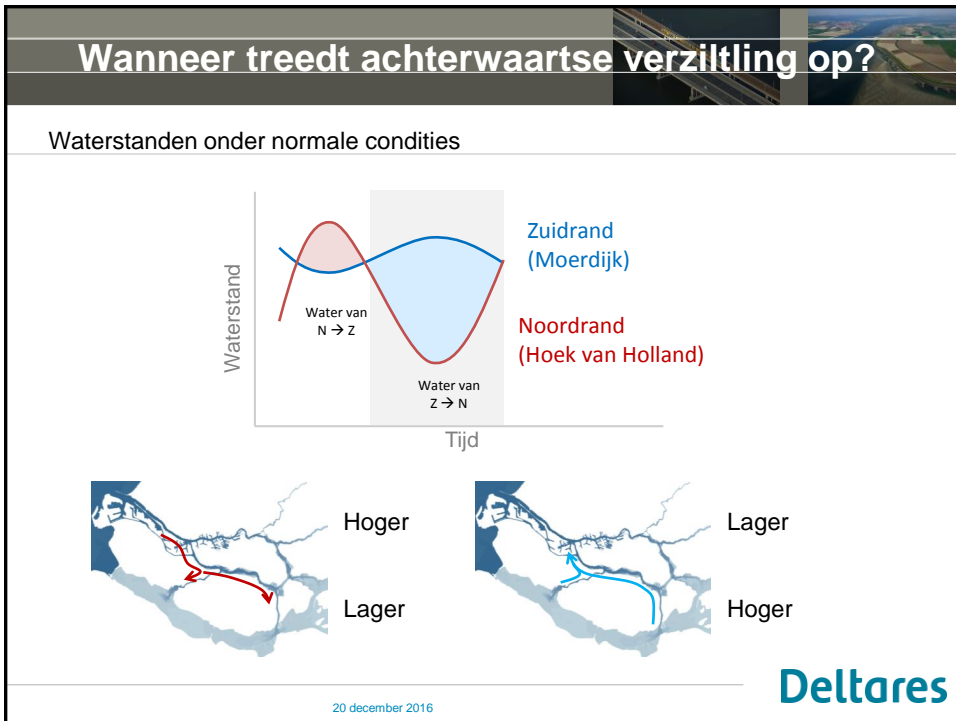 Wanneer treedt achterwaartse verziltling op?
Waterstanden onder normale condities
Waterstand
Zuidrand
(Moerdijk)
Water van
N → Z
Noordrand
(Hoek van Holland)
Water van
Z → N
Tijd
Hoger
Lager
Lager
Hoger
20 december 2016
Deltares